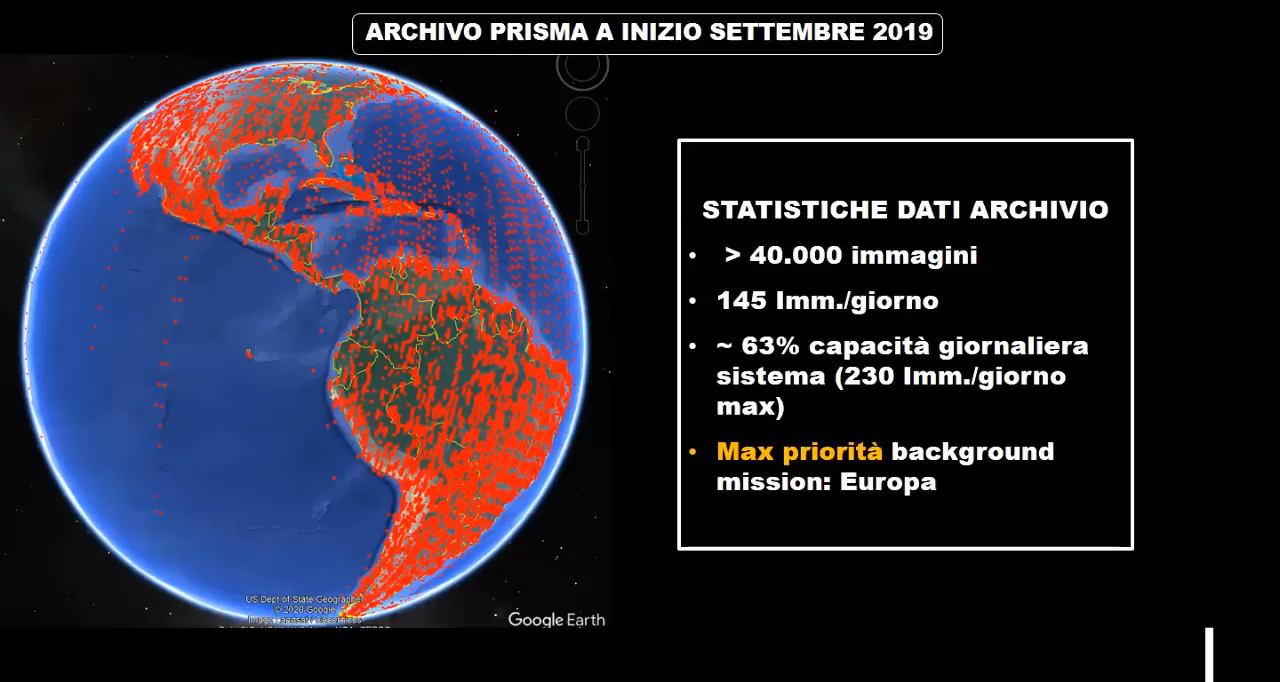 ARCHIVO PRISMA A INIZIO SETTEMBRE 2019
STATISTICHE DATI ARCHIVIO
• > 40.000 immagini
• 145 Imm./giorno
• ~ 63% capacità giornaliera
sistema (230 Imm./giorno
max)
• Max priorità background
mission: Europa
US Dept of State Geographer
© 2020 Google
Google Earth